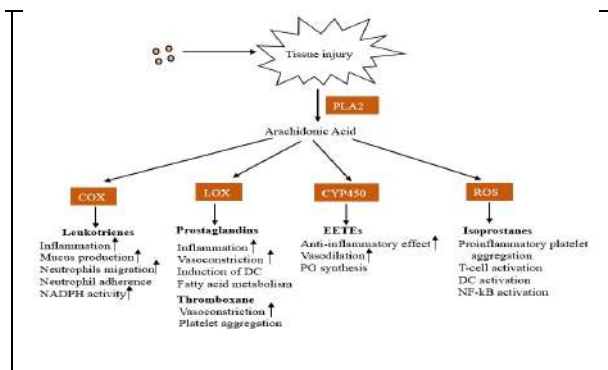 Tissue injury
PLA2
Arachidonic Acid
COX
Leukotrienes
Inflammation
Mucus production
Neutrophils migration
Neutrophil adherence
NADPH activity
LOX
Prostaglandins
Inflammation
Vasoconstriction
Induction of DC
Fatty acid metabolism
Thromboxane
Vasoconstriction
Platelet aggregation
CYP450
EETEs
Anti-inflammatory effect
Vasodilation
PG synthesis
ROS
Isoprostanes
Proinflammatory platelet
aggregation
T-cell activation
DC activation
NF-kB activation